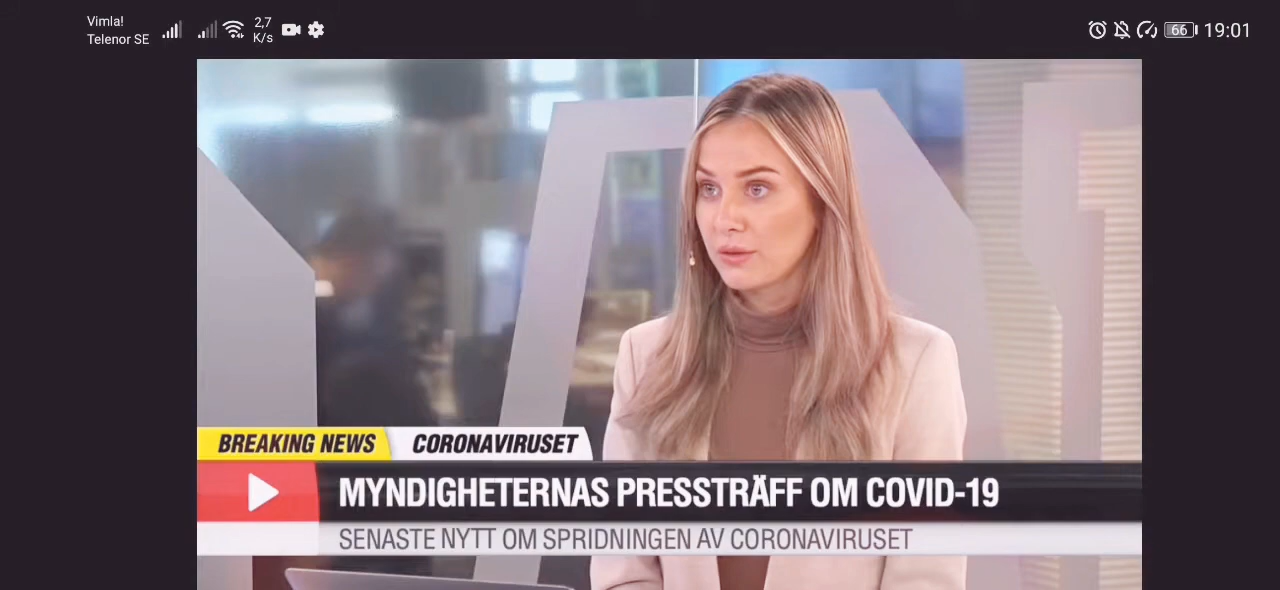 Vimla!
Telenor SE
2,7
K/s
66
19:01
BREAKING NEWS
CORONAVIRUSET
MYNDIGHETERNAS PRESSTRÄFF OM COVID-19
SENASTE NYTT OM SPRIDNINGEN AV CORONAVIRUSET